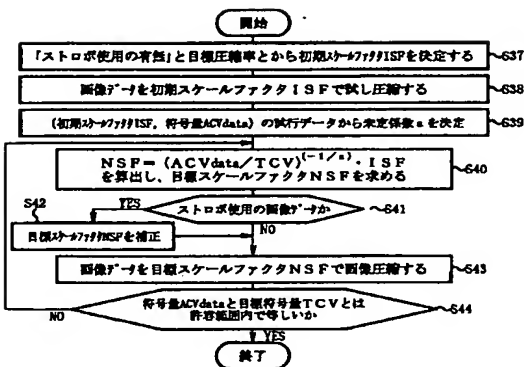 開始
「ストロボ使用の有無」と目標圧縮率とから初期スケールファクタISFを決定する
S37
画像データを初期スケールファクタISFで試し圧縮する
S38
(初期スケールファクタISF, 符号量ACVdata) の試行データから未定係数aを決定
S39
NSF=(ACVdata/TCV)^(-1/a)・ISF
を算出し、目標スケールファクタNSFを求める
S40
S42
YES
ストロボ使用の画像データか
S41
目標スケールファクタNSFを補正
NO
画像データを目標スケールファクタNSFで画像圧縮する
S43
符号量ACVdataと目標符号量TCVとは
許容範囲内で等しいか
S44
NO
YES
終了